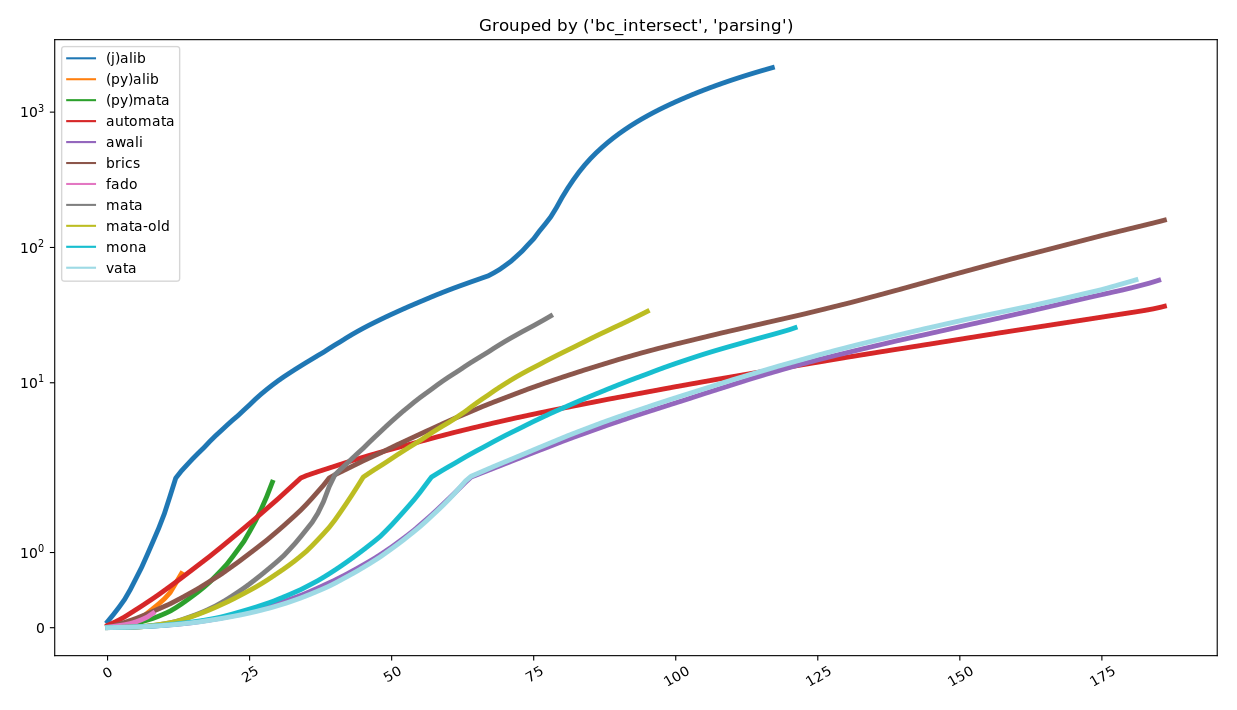 Grouped by ('bc_intersect', 'parsing')
(j)alib
(py)alib
(py)mata
automata
awali
brics
fado
mata
mata-old
mona
vata
10³
10²
10¹
10⁰
0
0
25
50
75
100
125
150
175